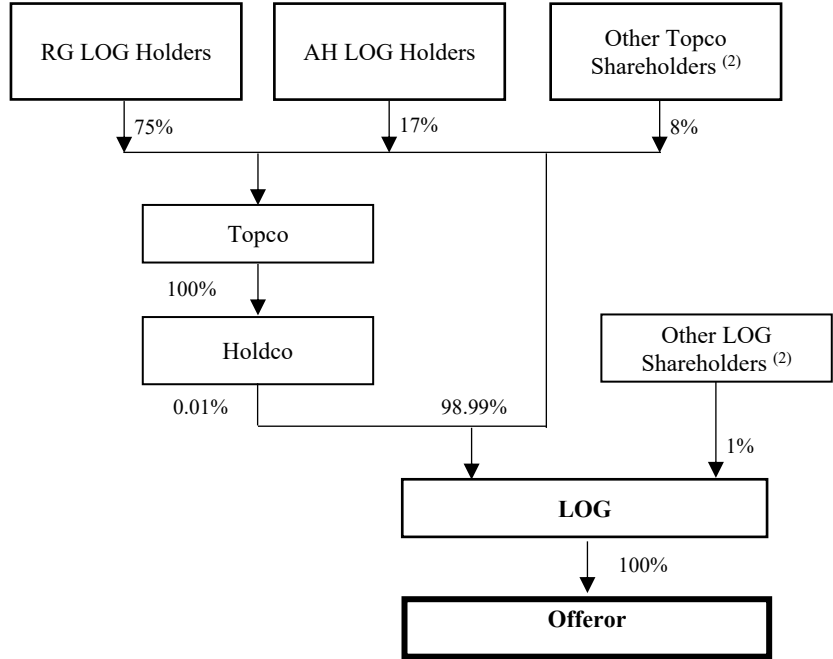 RG LOG Holders
AH LOG Holders
Other Topco
Shareholders (2)
75%
17%
8%
Topco
100%
Holdco
Other LOG
Shareholders (2)
0.01%
98.99%
1%
LOG
100%
Offeror